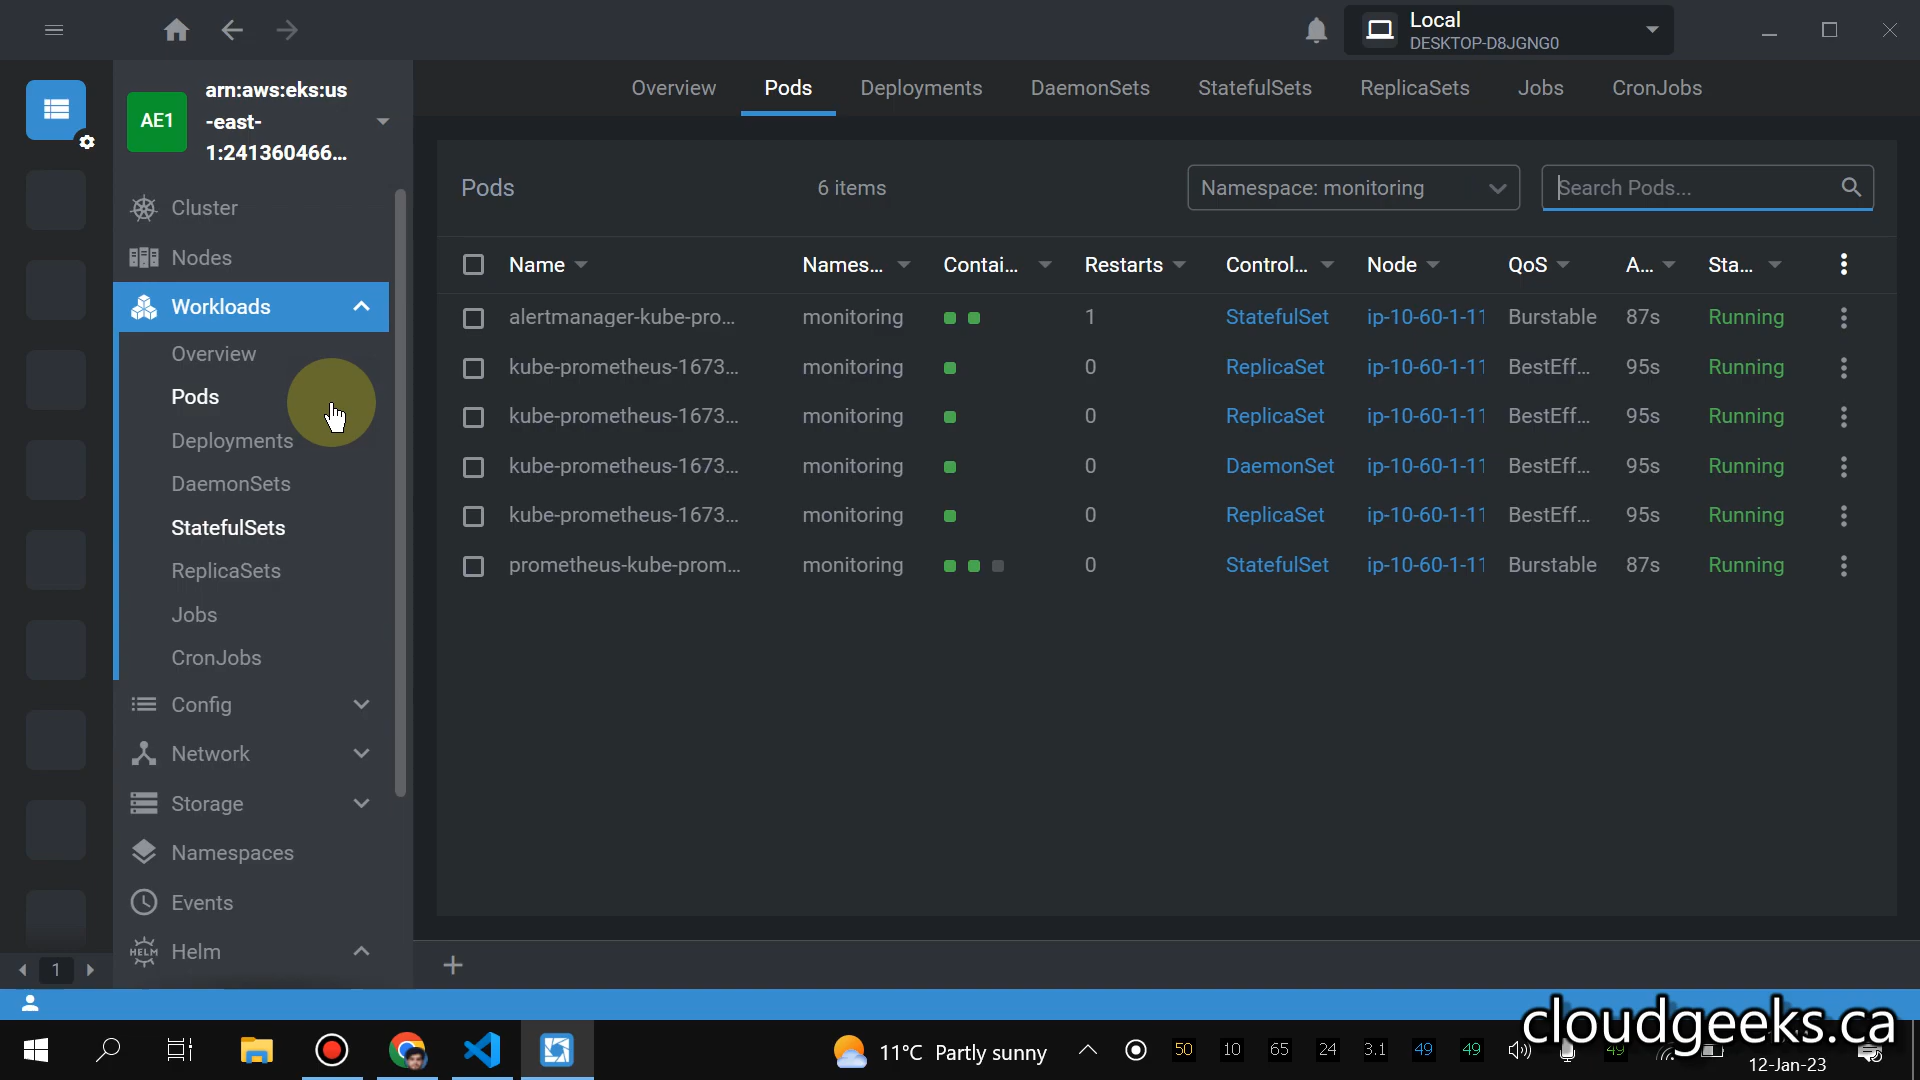 Local
DESKTOP-D8JGNG0
AE1
arn:aws:eks:us
-east-
1:241360466...
Cluster
Nodes
Workloads
Overview
Pods
Deployments
DaemonSets
StatefulSets
ReplicaSets
Jobs
CronJobs
Config
Network
Storage
Namespaces
Events
HELM Helm
1
Overview Pods Deployments DaemonSets StatefulSets ReplicaSets Jobs CronJobs
Pods 6 items Namespace: monitoring Search Pods...
Name Names... Contai... Restarts Control... Node QoS A... Sta...
alertmanager-kube-pro... monitoring 1 StatefulSet ip-10-60-1-11 Burstable 87s Running
kube-prometheus-1673... monitoring 0 ReplicaSet ip-10-60-1-11 BestEff... 95s Running
kube-prometheus-1673... monitoring 0 ReplicaSet ip-10-60-1-11 BestEff... 95s Running
kube-prometheus-1673... monitoring 0 DaemonSet ip-10-60-1-11 BestEff... 95s Running
kube-prometheus-1673... monitoring 0 ReplicaSet ip-10-60-1-11 BestEff... 95s Running
prometheus-kube-prom... monitoring 0 StatefulSet ip-10-60-1-11 Burstable 87s Running
cloudgeeks.ca
11°C Partly sunny 50 10 65 24 3.1 49 49 49
12-Jan-23